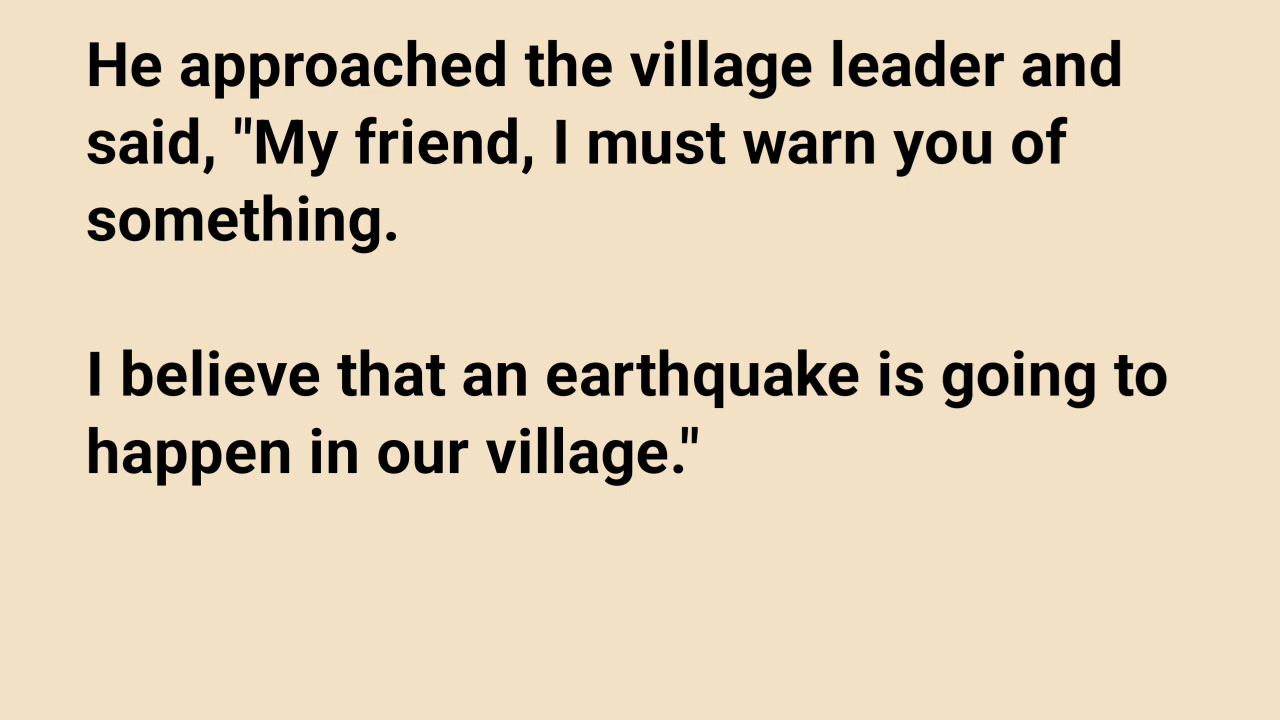 He approached the village leader and
said, "My friend, I must warn you of
something.
I believe that an earthquake is going to
happen in our village."